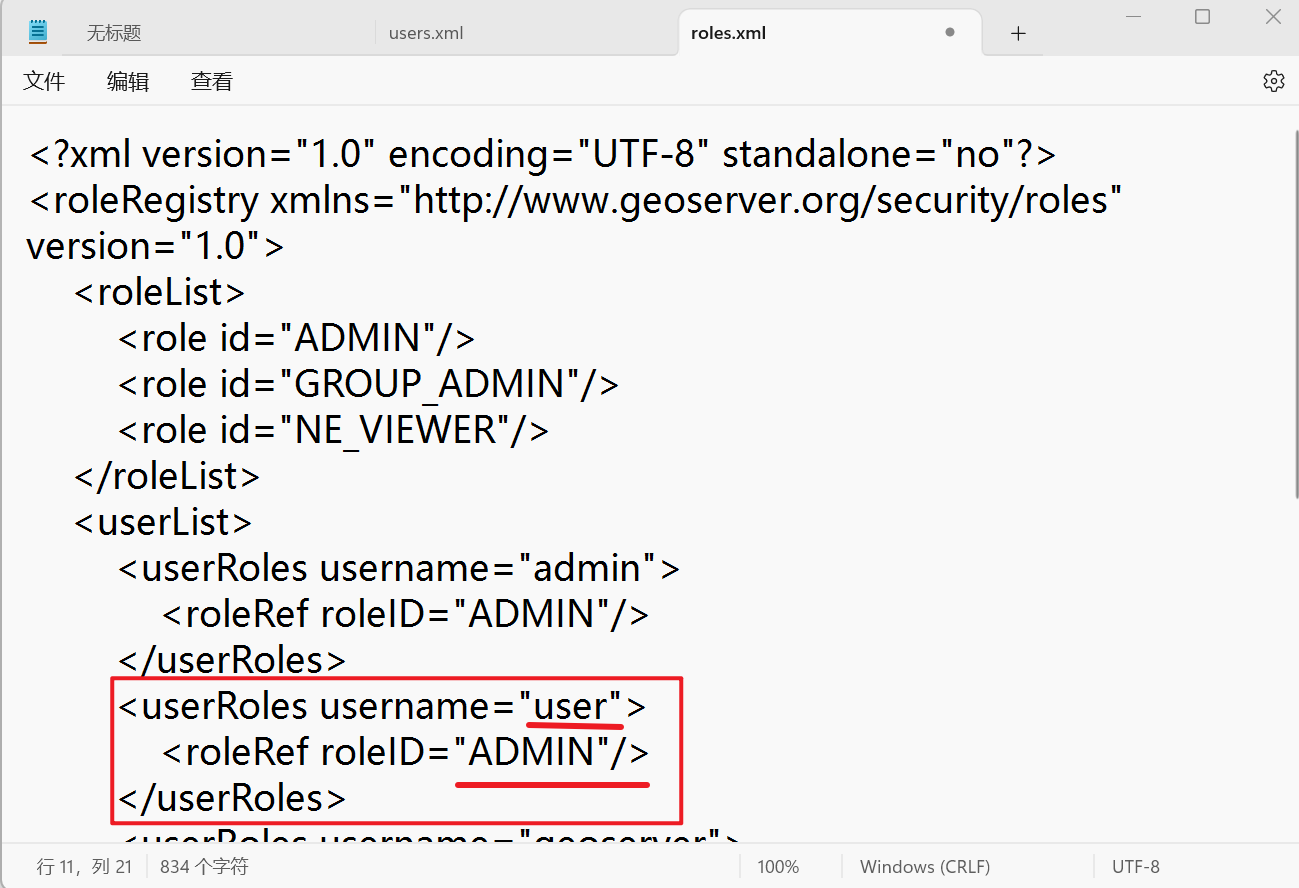 无标题
users.xml
roles.xml
文件
编辑
查看
<?xml version="1.0" encoding="UTF-8" standalone="no"?>
<roleRegistry xmlns="http://www.geoserver.org/security/roles"
version="1.0">
<roleList>
<role id="ADMIN"/>
<role id="GROUP_ADMIN"/>
<role id="NE_VIEWER"/>
</roleList>
<userList>
<userRoles username="admin">
<roleRef roleID="ADMIN"/>
</userRoles>
<userRoles username="user">
<roleRef roleID="ADMIN"/>
</userRoles>
<userRoles username="geoserver">
行 11，列 21
834 个字符
100%
Windows (CRLF)
UTF-8